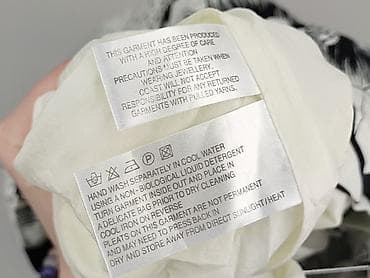 THIS GARMENT HAS BEEN PRODUCED
WITH A HIGH DEGREE OF CARE
AND ATTENTION
PRECAUTIONS MUST BE TAKEN WHEN
WEARING JEWELLERY.
COAST WILL NOT ACCEPT
RESPONSIBILITY FOR ANY RETURNED
GARMENTS WITH PULLED YARNS.
HAND WASH SEPARATELY IN COOL WATER
USING A NON-BIOLOGICAL LIQUID DETERGENT
TURN GARMENT INSIDE OUT AND PLACE IN
A DELICATE BAG PRIOR TO DRY CLEANING
COOL IRON ON REVERSE
PLEATS ON THIS GARMENT ARE NOT PERMANENT
AND MAY NEED TO PRESS BACK IN
DRY AND STORE AWAY FROM DIRECT SUNLIGHT/HEAT